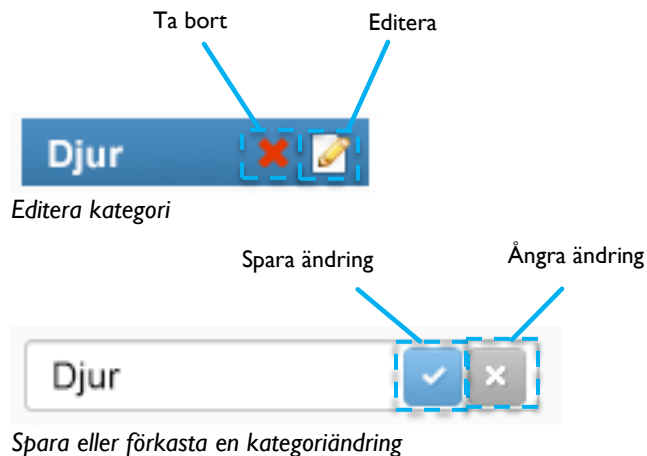 Ta bort
Editera
Djur
Editera kategori
Spara ändring
Ångra ändring
Djur
Spara eller förkasta en kategoriändring